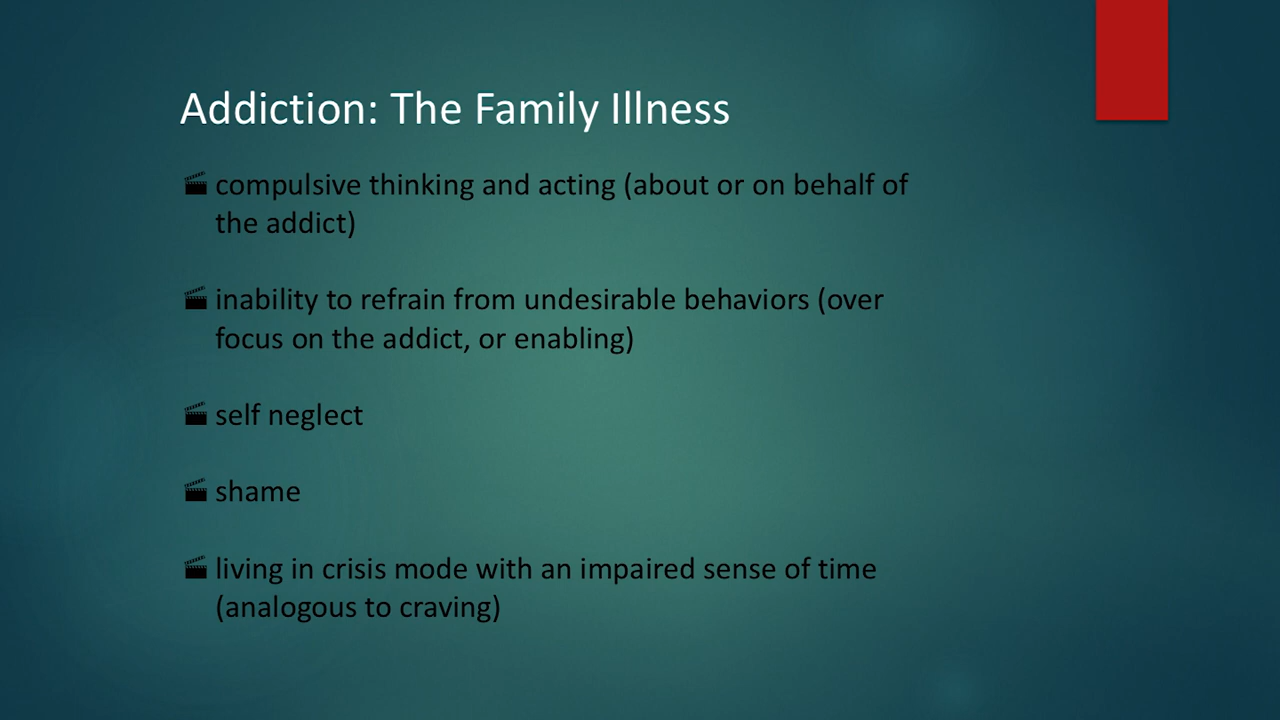 Addiction: The Family Illness
compulsive thinking and acting (about or on behalf of
the addict)
inability to refrain from undesirable behaviors (over
focus on the addict, or enabling)
self neglect
shame
living in crisis mode with an impaired sense of time
(analogous to craving)